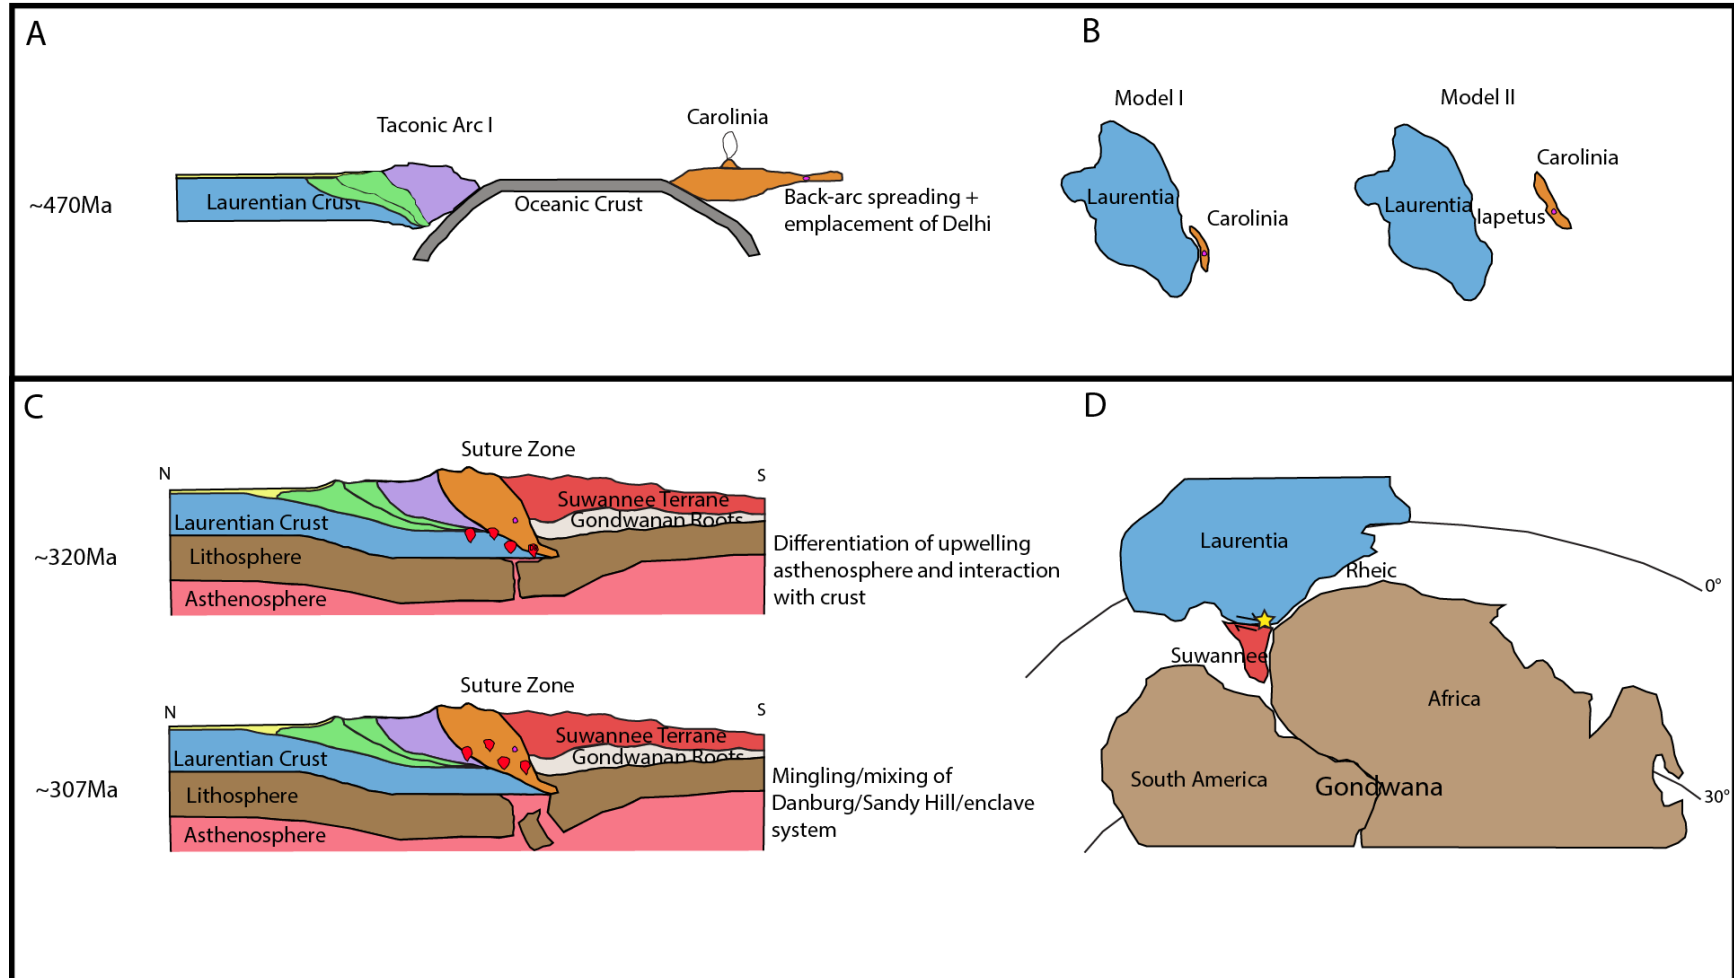 A
~470Ma
Taconic Arc I
Laurentian Crust
Oceanic Crust
Carolinia
Back-arc spreading +
emplacement of Delhi
B
Model I
Laurentia
Carolinia
Model II
Laurentia
Iapetus
Carolinia
C
~320Ma
Suture Zone
N
S
Laurentian Crust
Lithosphere
Asthenosphere
Suwannee Terrane
Gondwanan Roots
Differentiation of upwelling
asthenosphere and interaction
with crust
~307Ma
Suture Zone
N
S
Laurentian Crust
Lithosphere
Asthenosphere
Suwannee Terrane
Gondwanan Roots
Mingling/mixing of
Danburg/Sandy Hill/enclave
system
D
Laurentia
Rheic
0°
Suwannee
Africa
South America
Gondwana
30°